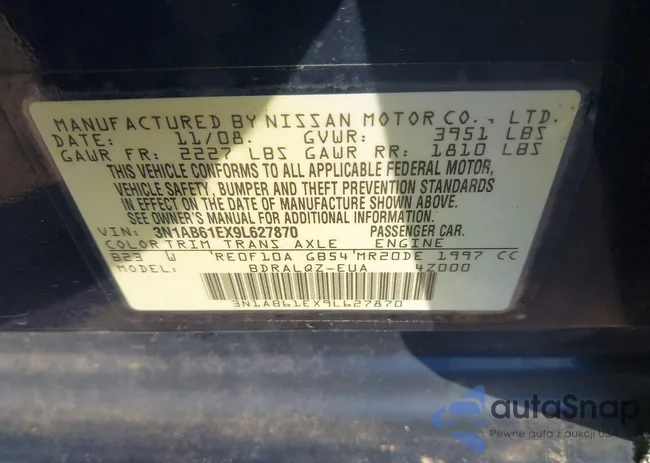 MANUFACTURED BY NISSAN MOTOR CO., LTD.
DATE: 11/08. GVWR: 3951 LBS
GAWR FR: 2227 LBS GAWR RR: 1810 LBS
THIS VEHICLE CONFORMS TO ALL APPLICABLE FEDERAL MOTOR,
VEHICLE SAFETY, BUMPER AND THEFT PREVENTION STANDARDS
IN EFFECT ON THE DATE OF MANUFACTURE SHOWN ABOVE.
SEE OWNER'S MANUAL FOR ADDITIONAL INFORMATION.
VIN: 3N1AB61EX9L627870 PASSENGER CAR.
COLOR TRIM TRANS AXLE ENGINE
B23 W RE0F10A GB54 MR20DE 1997 CC
MODEL: BDRALQZ-EUA 4Z000
3N1AB61EX9L627870
autaSnap
Pewne auta z aukcji USA